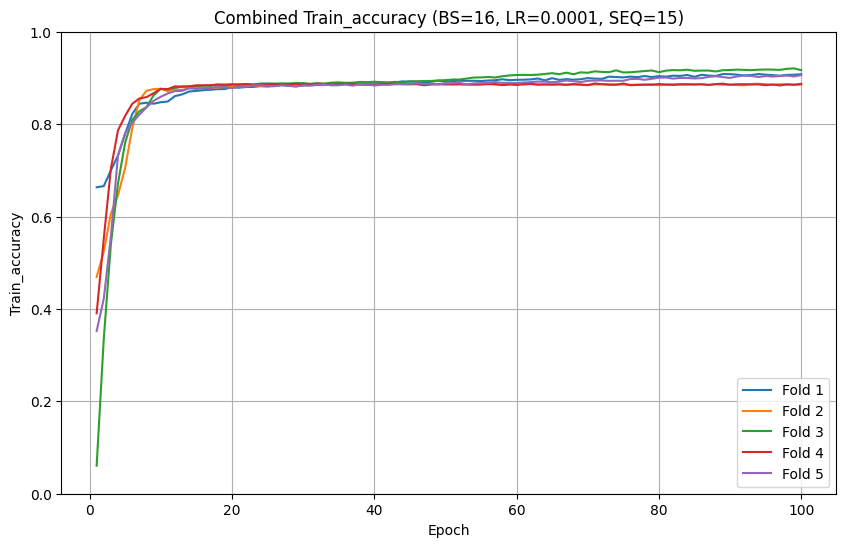 Combined Train_accuracy (BS=16, LR=0.0001, SEQ=15)
Train_accuracy
1.0
0.8
0.6
0.4
0.2
0.0
0
20
40
60
80
100
Epoch
Fold 1
Fold 2
Fold 3
Fold 4
Fold 5